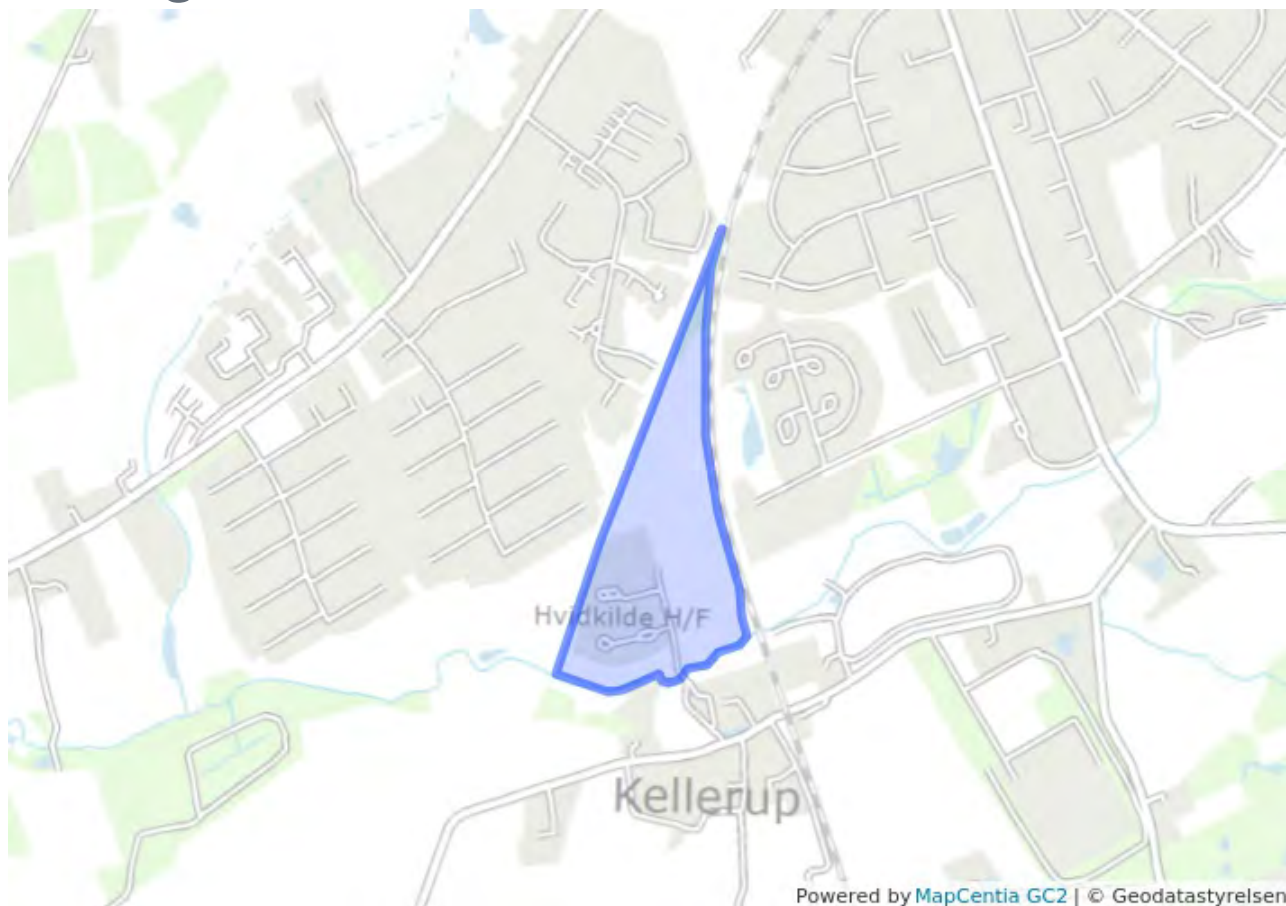 Hvidkilde H/F
Kellerup
Powered by MapCentia GC2 | © Geodatastyrelsen